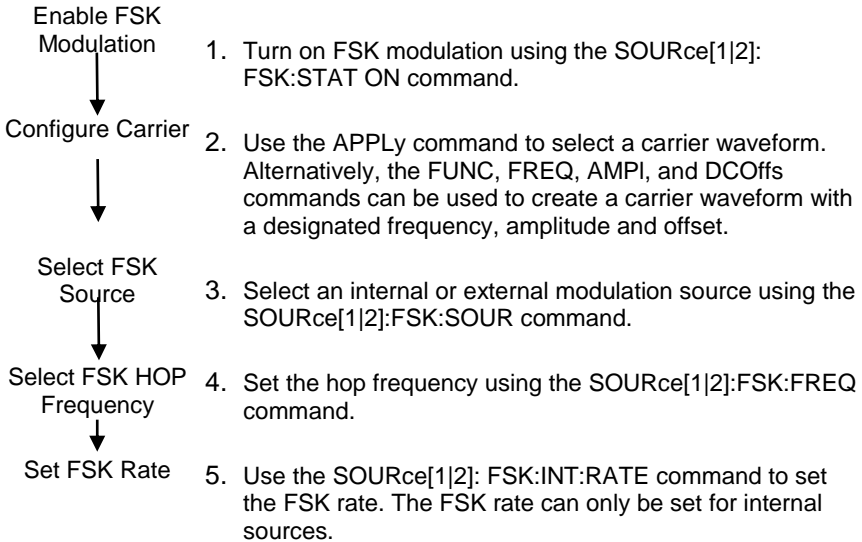 Enable FSK
Modulation
1. Turn on FSK modulation using the SOURce[1|2]:
FSK:STAT ON command.
Configure Carrier
2. Use the APPLy command to select a carrier waveform.
Alternatively, the FUNC, FREQ, AMPl, and DCOffs
commands can be used to create a carrier waveform with
a designated frequency, amplitude and offset.
Select FSK
Source
3. Select an internal or external modulation source using the
SOURce[1|2]:FSK:SOUR command.
Select FSK HOP
Frequency
4. Set the hop frequency using the SOURce[1|2]:FSK:FREQ
command.
Set FSK Rate
5. Use the SOURce[1|2]: FSK:INT:RATE command to set
the FSK rate. The FSK rate can only be set for internal
sources.